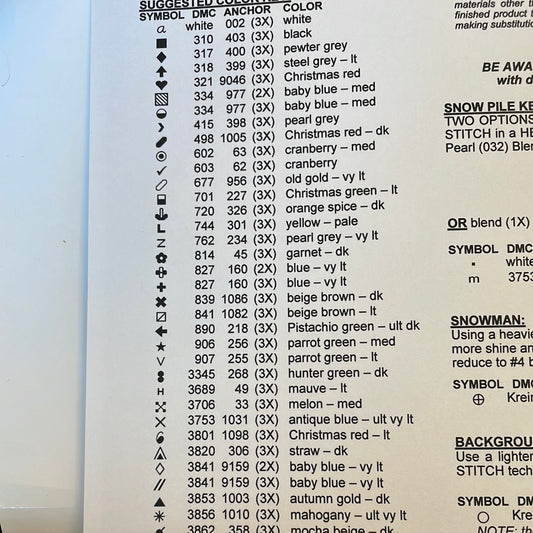 SUGGESTED COLOR
SYMBOL DMC ANCHOR COLOR
a white 002 (3X) white
■ 310 403 (3X) black
◆ 317 400 (3X) pewter grey
318 399 (3X) steel grey – lt
♥ 321 9046 (3X) Christmas red
334 977 (2X) baby blue – med
334 977 (3X) baby blue – med
415 398 (3X) pearl grey
498 1005 (3X) Christmas red – dk
602 63 (3X) cranberry – med
✓ 603 62 (3X) cranberry
677 956 (3X) old gold – vy lt
701 227 (3X) Christmas green – lt
720 326 (3X) orange spice – dk
L 744 301 (3X) yellow – pale
Z 762 234 (3X) pearl grey – vy lt
814 45 (3X) garnet – dk
827 160 (2X) blue – vy lt
+ 827 160 (3X) blue – vy lt
✖ 839 1086 (3X) beige brown – dk
841 1082 (3X) beige brown – lt
← 890 218 (3X) Pistachio green – ult dk
★ 906 256 (3X) parrot green – med
V 907 255 (3X) parrot green – lt
3345 268 (3X) hunter green – dk
H 3689 49 (3X) mauve – lt
3706 33 (3X) melon – med
X 3753 1031 (3X) antique blue – ult vy lt
3801 1098 (3X) Christmas red – lt
3820 306 (3X) straw – dk
◇ 3841 9159 (2X) baby blue – vy lt
// 3841 9159 (3X) baby blue – vy lt
▲ 3853 1003 (3X) autumn gold – dk
✳ 3856 1010 (3X) mahogany – ult vy lt
3862 358 (3X) mocha beige – dk
materials other t
finished product t
making substitutio
BE AWA
with d
SNOW PILE KE
TWO OPTIONS
STITCH in a HE
Pearl (032) Blen
OR blend (1X)
SYMBOL DMC
▪ white
m 3753
SNOWMAN:
Using a heavie
more shine an
reduce to #4 b
SYMBOL DMC
⊕ Krein
BACKGROU
Use a lighter
STITCH tech
SYMBOL DM
○ Kre
NOTE: th